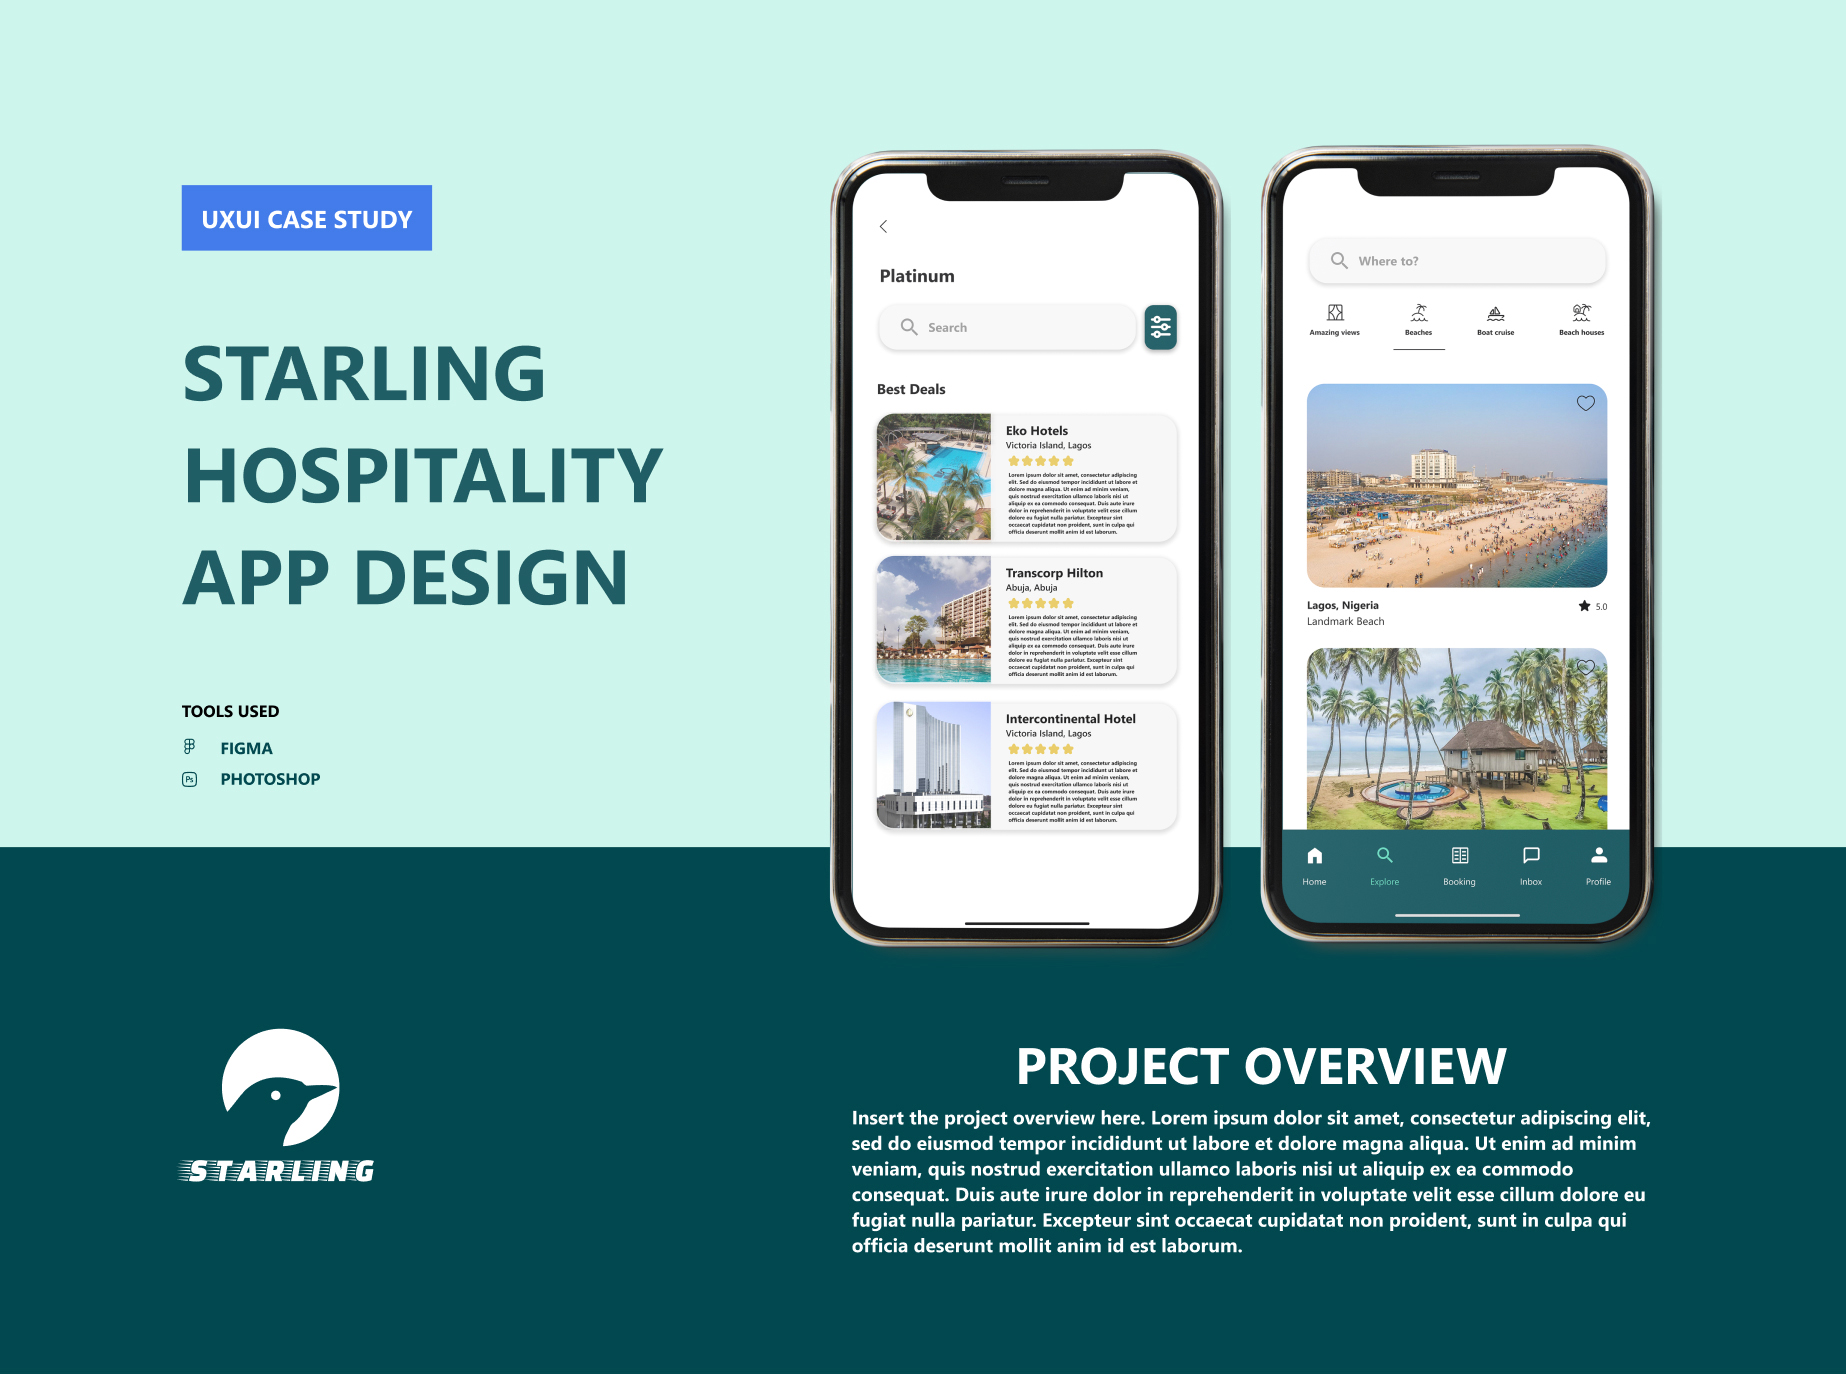 UXUI CASE STUDY
STARLING
HOSPITALITY
APP DESIGN
TOOLS USED
FIGMA
Ps PHOTOSHOP
Platinum
Search
Best Deals
Eko Hotels
Victoria Island, Lagos
Lorem ipsum dolor sit amet, consectetur adipiscing
elit. Sed do eiusmod tempor incididunt ut labore et
dolore magna aliqua. Ut enim ad minim veniam,
quis nostrud exercitation ullamco laboris nisi ut
aliquip ex ea commodo consequat. Duis aute irure
dolor in reprehenderit in voluptate velit esse cillum
dolore eu fugiat nulla pariatur. Excepteur sint
occaecat cupidatat non proident, sunt in culpa qui
officia deserunt mollit anim id est laborum.
Transcorp Hilton
Abuja, Abuja
Lorem ipsum dolor sit amet, consectetur adipiscing
elit. Sed do eiusmod tempor incididunt ut labore et
dolore magna aliqua. Ut enim ad minim veniam,
quis nostrud exercitation ullamco laboris nisi ut
aliquip ex ea commodo consequat. Duis aute irure
dolor in reprehenderit in voluptate velit esse cillum
dolore eu fugiat nulla pariatur. Excepteur sint
occaecat cupidatat non proident, sunt in culpa qui
officia deserunt mollit anim id est laborum.
Intercontinental Hotel
Victoria Island, Lagos
Lorem ipsum dolor sit amet, consectetur adipiscing
elit. Sed do eiusmod tempor incididunt ut labore et
dolore magna aliqua. Ut enim ad minim veniam,
quis nostrud exercitation ullamco laboris nisi ut
aliquip ex ea commodo consequat. Duis aute irure
dolor in reprehenderit in voluptate velit esse cillum
dolore eu fugiat nulla pariatur. Excepteur sint
occaecat cupidatat non proident, sunt in culpa qui
officia deserunt mollit anim id est laborum.
Where to?
Amazing views Beaches Boat cruise Beach houses
Lagos, Nigeria 5.0
Landmark Beach
Home Explore Booking Inbox Profile
STARLING
PROJECT OVERVIEW
Insert the project overview here. Lorem ipsum dolor sit amet, consectetur adipiscing elit,
sed do eiusmod tempor incididunt ut labore et dolore magna aliqua. Ut enim ad minim
veniam, quis nostrud exercitation ullamco laboris nisi ut aliquip ex ea commodo
consequat. Duis aute irure dolor in reprehenderit in voluptate velit esse cillum dolore eu
fugiat nulla pariatur. Excepteur sint occaecat cupidatat non proident, sunt in culpa qui
officia deserunt mollit anim id est laborum.